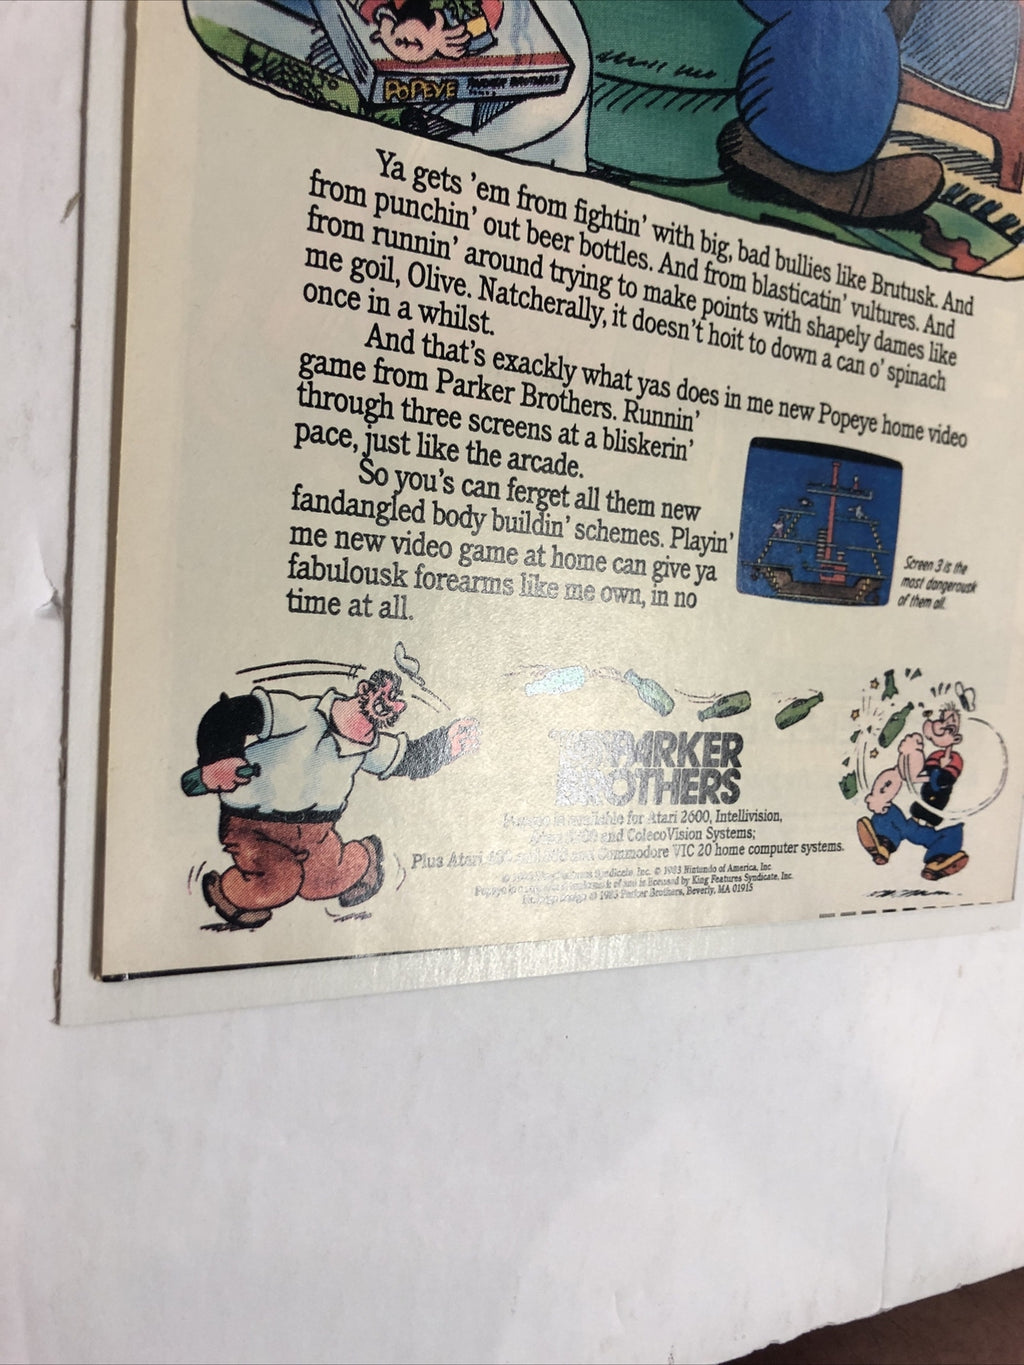 POPEYE PARKER BROTHERS
Ya gets 'em from fightin' with big, bad bullies like Brutusk. And
from punchin' out beer bottles. And from blasticatin' vultures. And
from runnin' around trying to make points with shapely dames like
me goil, Olive. Natcherally, it doesn't hoit to down a can o' spinach
once in a whilst.
And that's exackly what yas does in me new Popeye home video
game from Parker Brothers. Runnin'
through three screens at a bliskerin'
pace, just like the arcade.
So you's can ferget all them new
fandangled body buildin' schemes. Playin'
me new video game at home can give ya
fabulousk forearms like me own, in no
time at all.
Screen 3 is the
most dangerousk
of them all.
PARKER
BROTHERS
is available for Atari 2600, Intellivision,
and ColecoVision Systems;
Plus Atari and Commodore VIC 20 home computer systems.
Syndicate, Inc. © 1983 Nintendo of America, Inc.
Popeye is of use is licensed by King Features Syndicate, Inc.
© 1983 Parker Brothers, Beverly, MA 01915